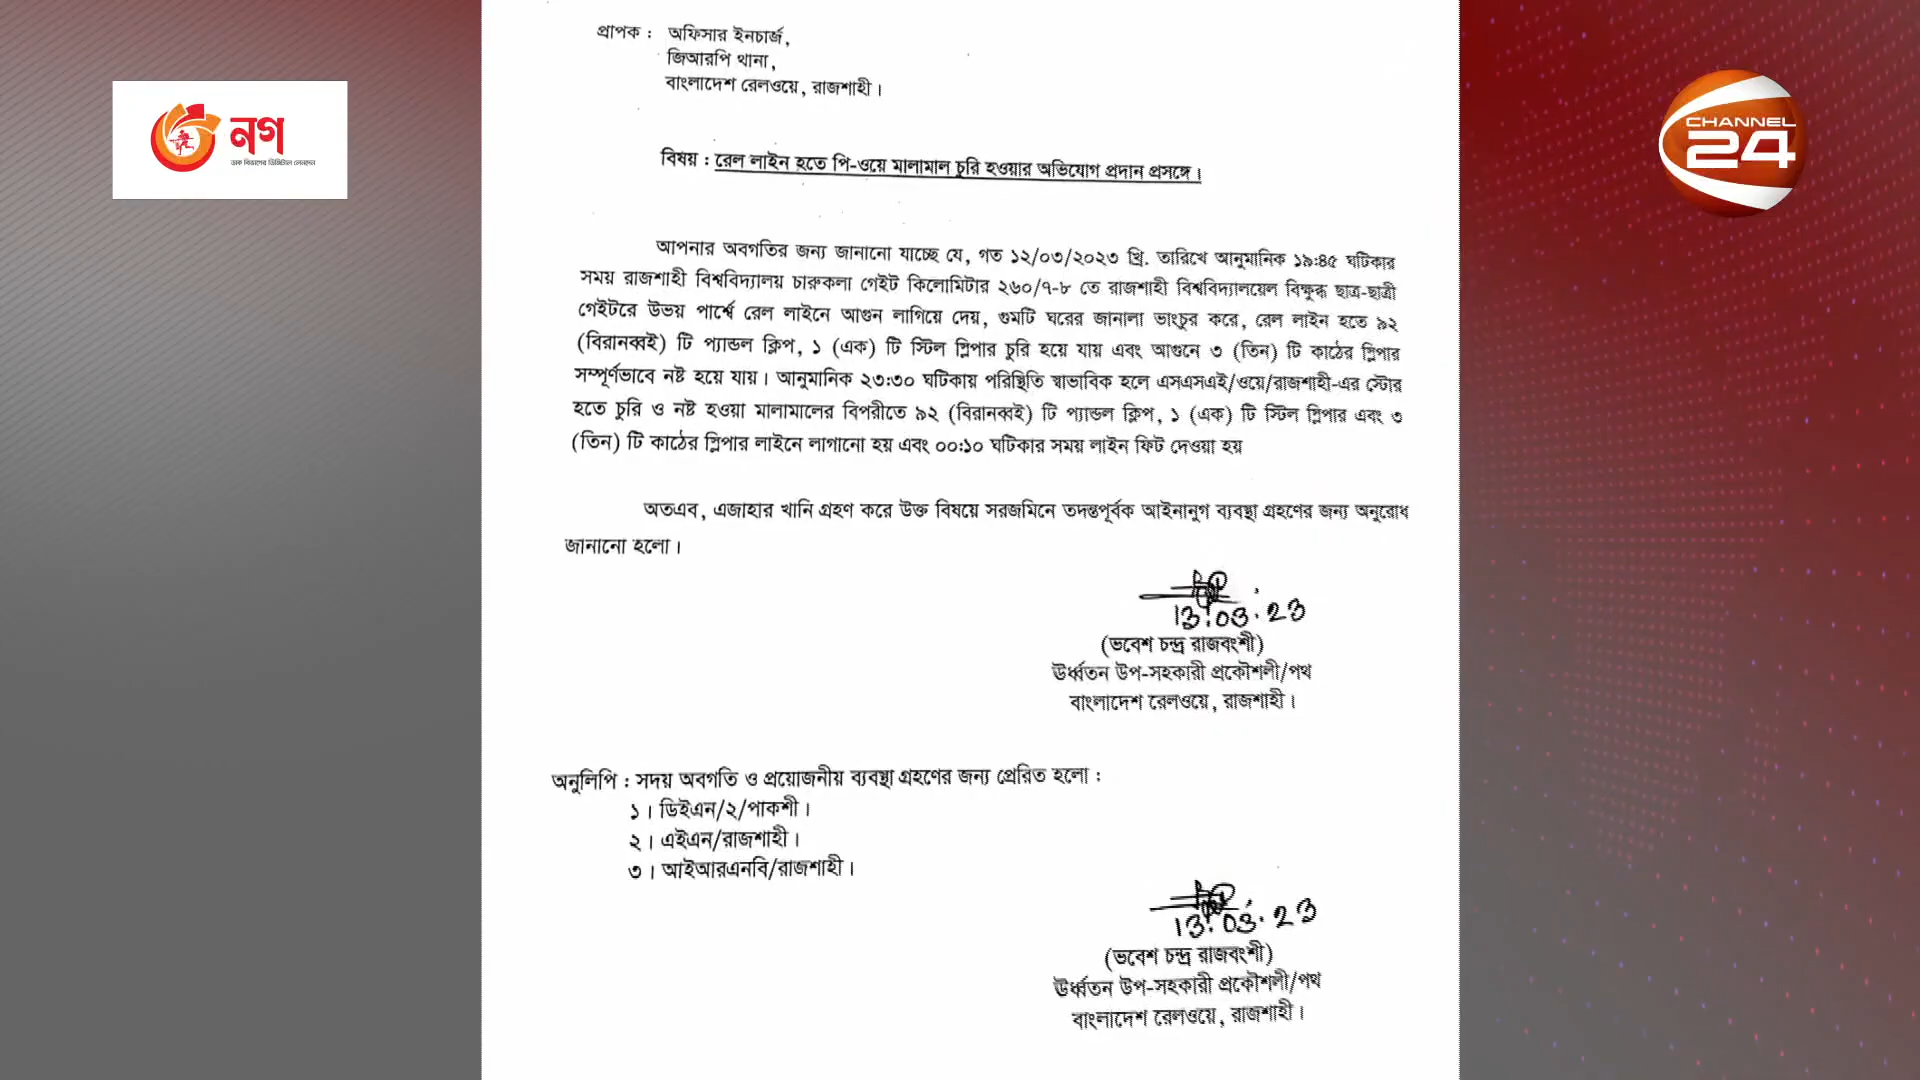 প্রাপক : অফিসার ইনচার্জ,
জিআরপি থানা,
বাংলাদেশ রেলওয়ে, রাজশাহী।
নগদ
ডাক বিভাগের ডিজিটাল লেনদেন
CHANNEL
24
বিষয় : রেল লাইন হতে পি-ওয়ে মালামাল চুরি হওয়ার অভিযোগ প্রদান প্রসঙ্গে।
আপনার অবগতির জন্য জানানো যাচ্ছে যে, গত ১২/০৩/২০২৩ খ্রি. তারিখে আনুমানিক ১৯:৪৫ ঘটিকার
সময় রাজশাহী বিশ্ববিদ্যালয় চারুকলা গেইট কিলোমিটার ২৬০/৭-৮ তে রাজশাহী বিশ্ববিদ্যালয়েল বিক্ষুব্ধ ছাত্র-ছাত্রী
গেইটরে উভয় পার্শ্বে রেল লাইনে আগুন লাগিয়ে দেয়, গুমটি ঘরের জানালা ভাংচুর করে, রেল লাইন হতে ৯২
(বিরানব্বই) টি প্যান্ডল ক্লিপ, ১ (এক) টি স্টিল স্লিপার চুরি হয়ে যায় এবং আগুনে ৩ (তিন) টি কাঠের স্লিপার
সম্পূর্ণভাবে নষ্ট হয়ে যায়। আনুমানিক ২৩:৩০ ঘটিকায় পরিস্থিতি স্বাভাবিক হলে এসএসএই/ওয়ে/রাজশাহী-এর স্টোর
হতে চুরি ও নষ্ট হওয়া মালামালের বিপরীতে ৯২ (বিরানব্বই) টি প্যান্ডল ক্লিপ, ১ (এক) টি স্টিল স্লিপার এবং ৩
(তিন) টি কাঠের স্লিপার লাইনে লাগানো হয় এবং ০০:১০ ঘটিকার সময় লাইন ফিট দেওয়া হয়
অতএব, এজাহার খানি গ্রহণ করে উক্ত বিষয়ে সরজমিনে তদন্তপূর্বক আইনানুগ ব্যবস্থা গ্রহণের জন্য অনুরোধ
জানানো হলো।
13.03.23
(ভবেশ চন্দ্র রাজবংশী)
ঊর্ধ্বতন উপ-সহকারী প্রকৌশলী/পথ
বাংলাদেশ রেলওয়ে, রাজশাহী।
অনুলিপি : সদয় অবগতি ও প্রয়োজনীয় ব্যবস্থা গ্রহণের জন্য প্রেরিত হলো :
১। ডিইএন/২/পাকশী।
২। এইএন/রাজশাহী।
৩। আইআরএনবি/রাজশাহী।
13.03.23
(ভবেশ চন্দ্র রাজবংশী)
ঊর্ধ্বতন উপ-সহকারী প্রকৌশলী/পথ
বাংলাদেশ রেলওয়ে, রাজশাহী।